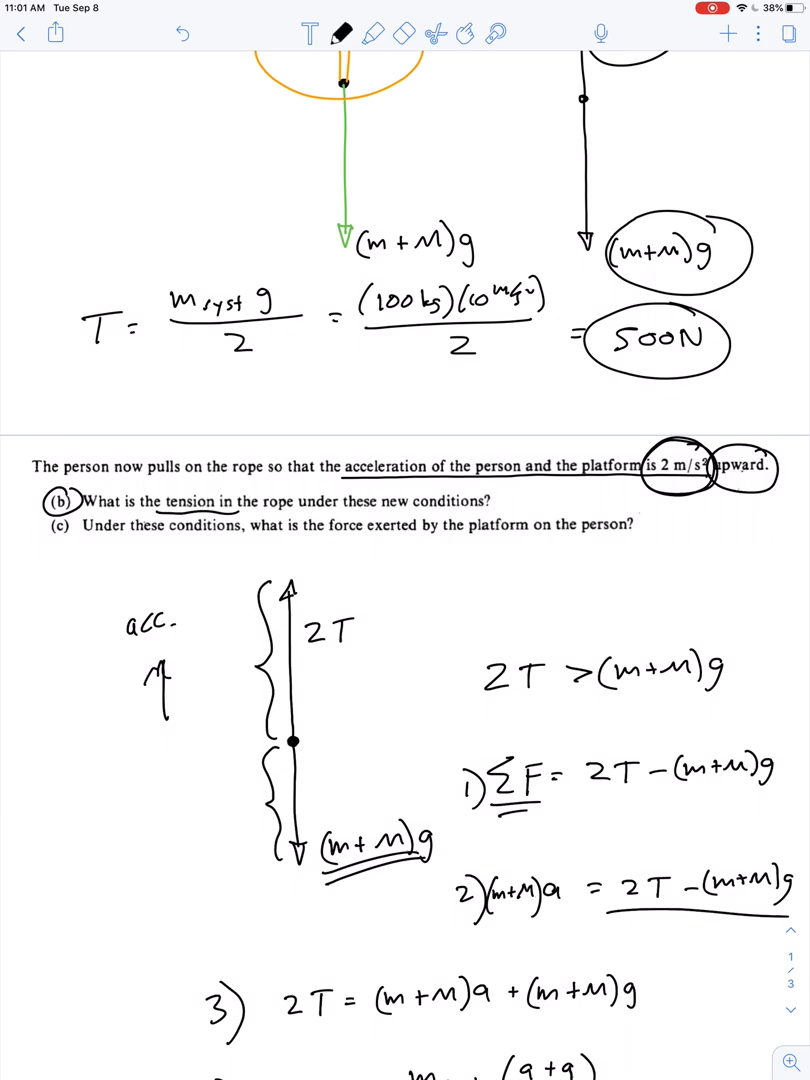 11:01 AM Tue Sep 8
38%
T
(m + M)g
(m+M)g
T = m syst g / 2 = (100 kg)(10 m/s²) / 2 = 500N
The person now pulls on the rope so that the acceleration of the person and the platform is 2 m/s² upward.
(b) What is the tension in the rope under these new conditions?
(c) Under these conditions, what is the force exerted by the platform on the person?
acc.
2T
2T > (m+M)g
1) ΣF = 2T - (m+M)g
(m + M)g
2) (m+M)a = 2T - (m+M)g
1
/
3
3) 2T = (m + M)a + (m + M)g
(a + g)